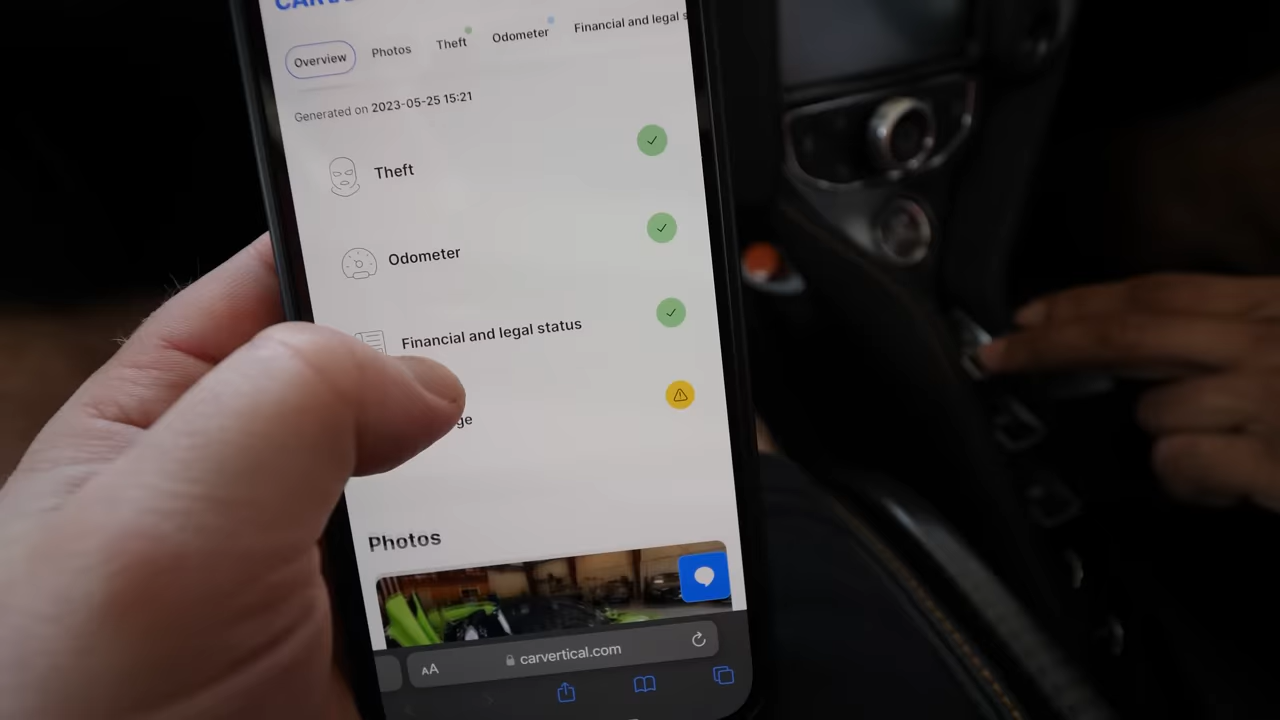 Overview Photos Theft Odometer Financial and legal s
Generated on 2023-05-25 15:21
Theft
Odometer
Financial and legal status
ge
Photos
AA carvertical.com